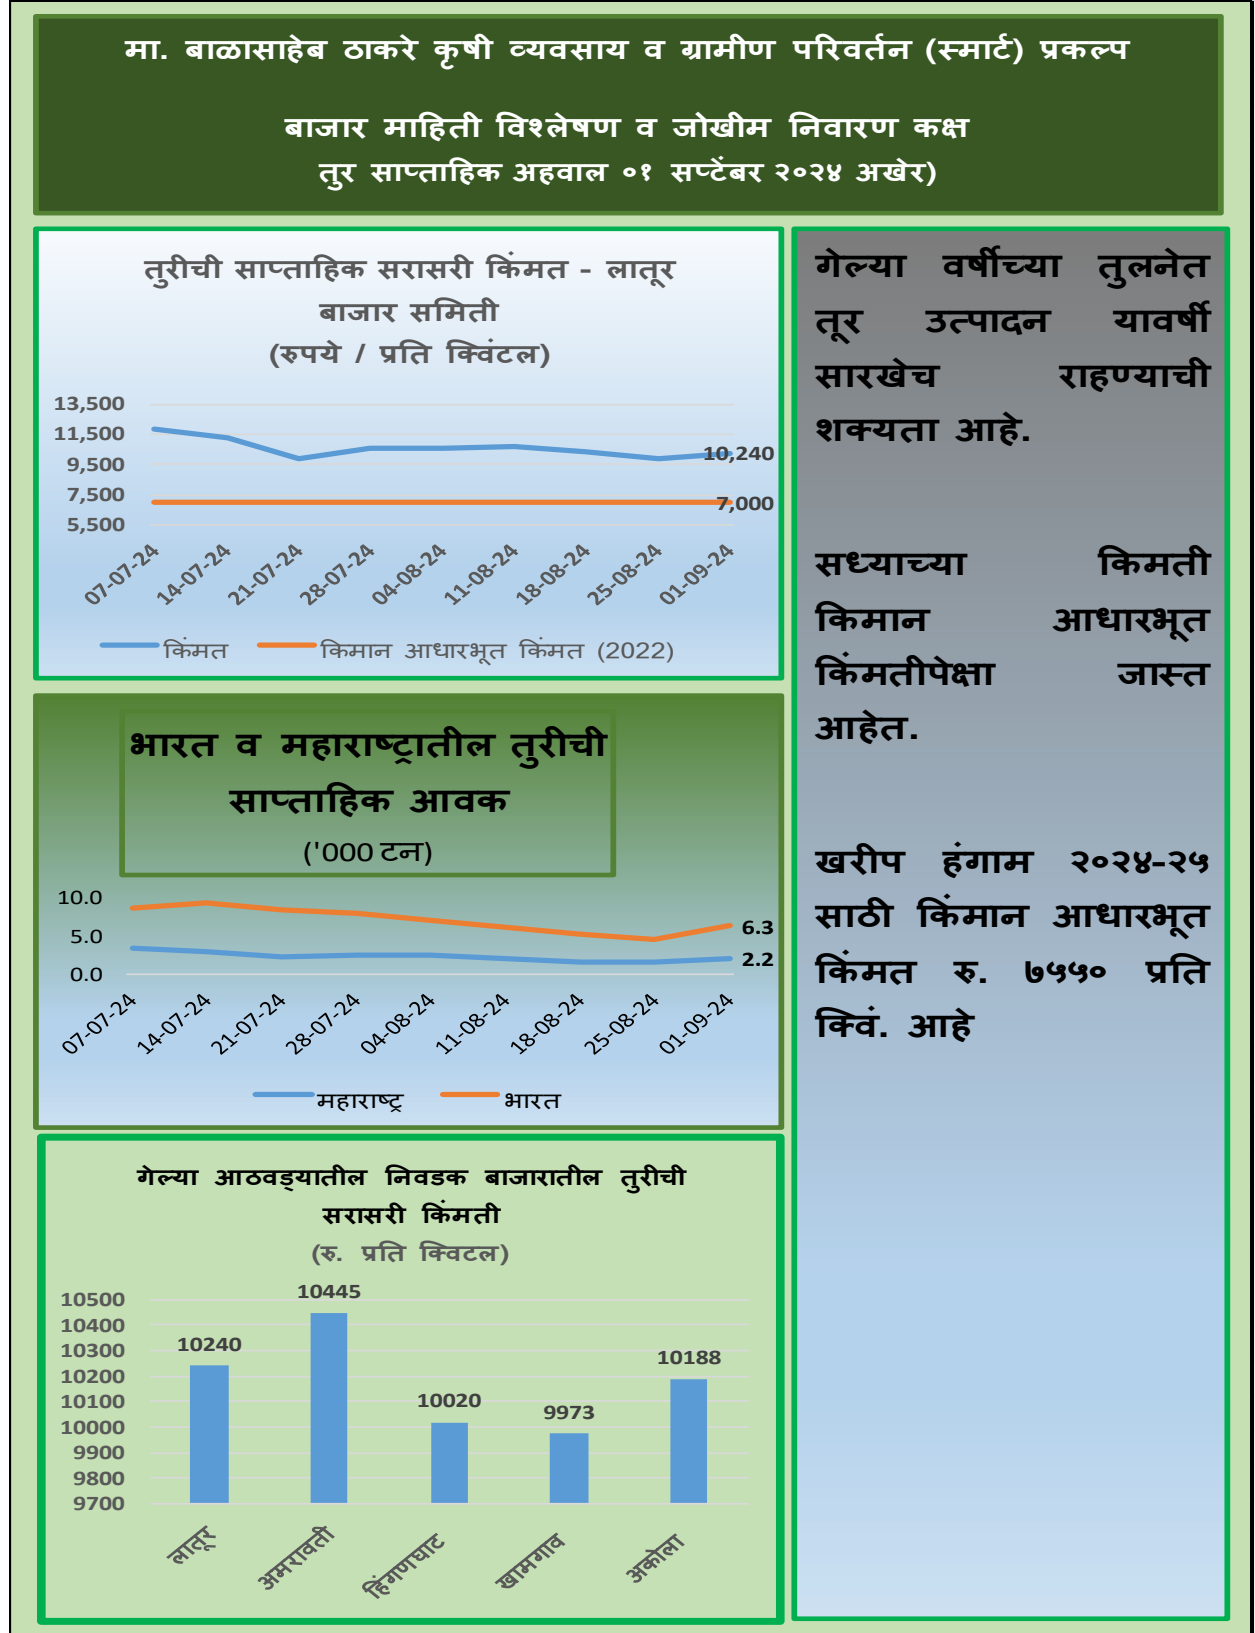 मा. बाळासाहेब ठाकरे कृषी व्यवसाय व ग्रामीण परिवर्तन (स्मार्ट) प्रकल्प
बाजार माहिती विश्लेषण व जोखीम निवारण कक्ष
तुर साप्ताहिक अहवाल ०१ सप्टेंबर २०२४ अखेर)
तुरीची साप्ताहिक सरासरी किंमत - लातूर
बाजार समिती
(रुपये / प्रति क्विंटल)
13,500
11,500
9,500
7,500
5,500
10,240
7,000
07-07-24
14-07-24
21-07-24
28-07-24
04-08-24
11-08-24
18-08-24
25-08-24
01-09-24
किंमत
किमान आधारभूत किंमत (2022)
भारत व महाराष्ट्रातील तुरीची
साप्ताहिक आवक
('000 टन)
10.0
5.0
0.0
6.3
2.2
07-07-24
14-07-24
21-07-24
28-07-24
04-08-24
11-08-24
18-08-24
25-08-24
01-09-24
महाराष्ट्र
भारत
गेल्या आठवड्यातील निवडक बाजारातील तुरीची
सरासरी किंमती
(रु. प्रति क्विटल)
10500
10400
10300
10200
10100
10000
9900
9800
9700
10240
10445
10020
9973
10188
लातूर
अमरावती
हिंगणघाट
खामगाव
अकोला
गेल्या वर्षीच्या तुलनेत
तूर उत्पादन यावर्षी
सारखेच राहण्याची
शक्यता आहे.
सध्याच्या किमती
किमान आधारभूत
किंमतीपेक्षा जास्त
आहेत.
खरीप हंगाम २०२४-२५
साठी किंमान आधारभूत
किंमत रु. ७५५० प्रति
क्विं. आहे